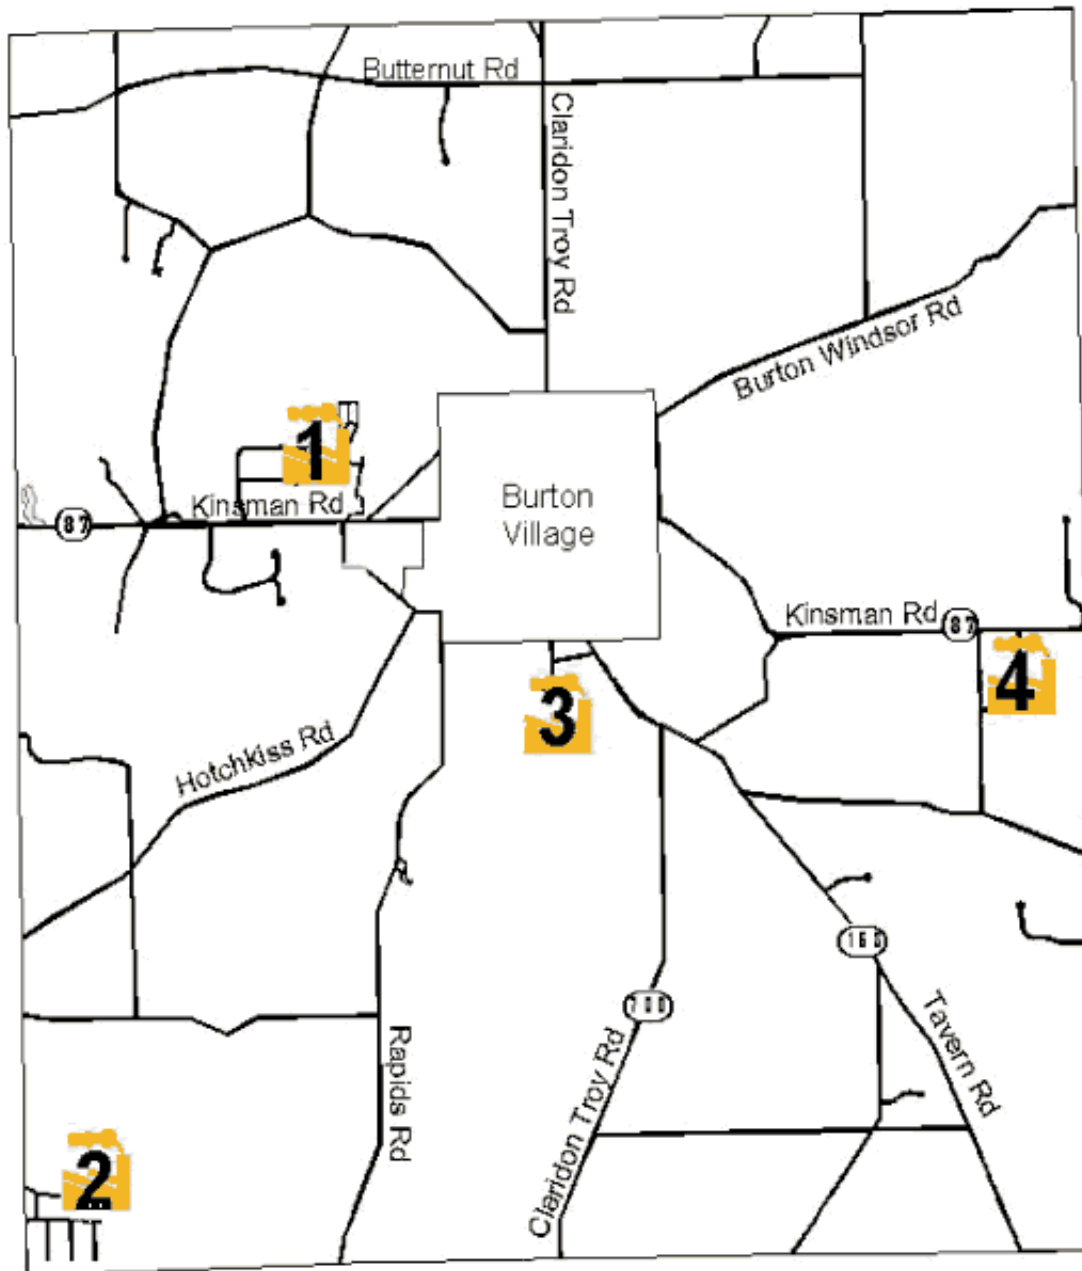 Butternut Rd
Claridon Troy Rd
Burton Windsor Rd
1
Kinsman Rd
87
Burton
Village
Kinsman Rd
87
4
3
Hotchkiss Rd
700
Tavern Rd
Rapids Rd
Claridon Troy Rd
2